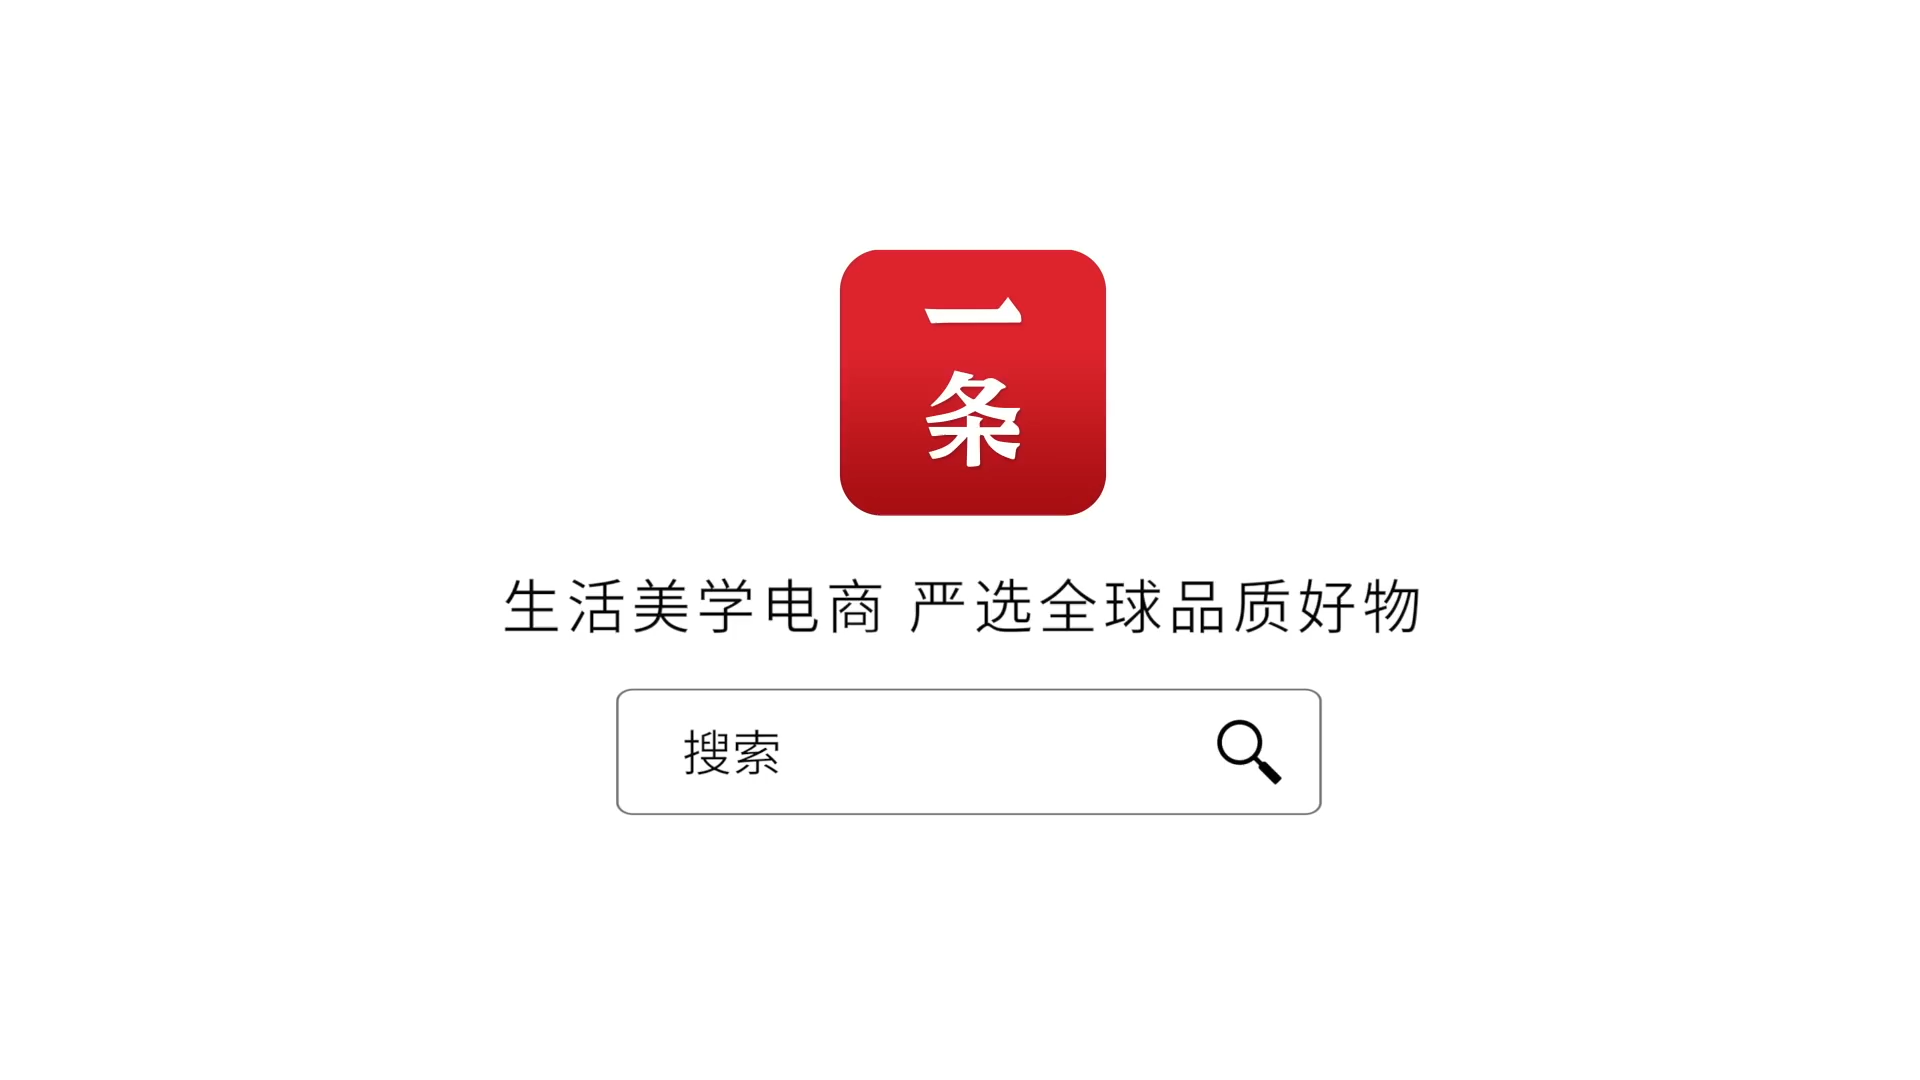 一
条
生活美学电商 严选全球品质好物
搜索